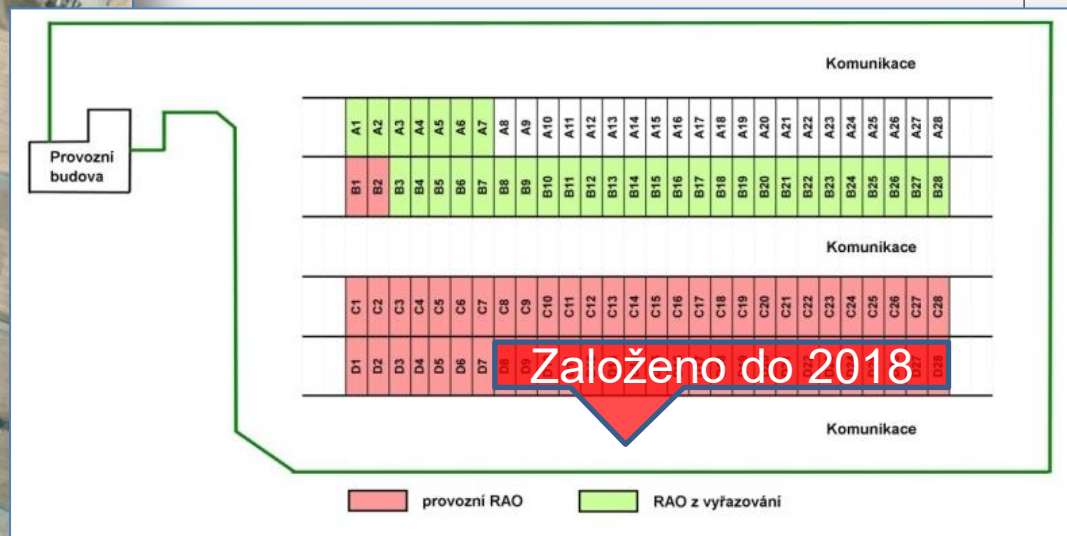 Komunikace
A1 A2 A3 A4 A5 A6 A7 A8 A9 A10 A11 A12 A13 A14 A15 A16 A17 A18 A19 A20 A21 A22 A23 A24 A25 A26 A27 A28
Provozní
budova
B1 B2 B3 B4 B5 B6 B7 B8 B9 B10 B11 B12 B13 B14 B15 B16 B17 B18 B19 B20 B21 B22 B23 B24 B25 B26 B27 B28
Komunikace
C1 C2 C3 C4 C5 C6 C7 C8 C9 C10 C11 C12 C13 C14 C15 C16 C17 C18 C19 C20 C21 C22 C23 C24 C25 C26 C27 C28
D1 D2 D3 D4 D5 D6 D7 D8 D9 D27 D28
Založeno do 2018
Komunikace
provozní RAO
RAO z vyřazování